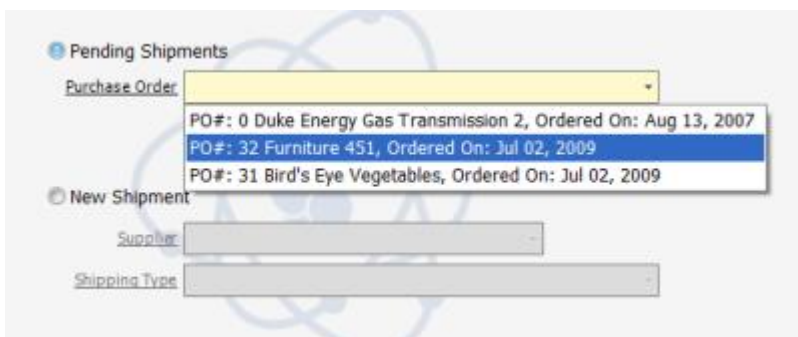 Pending Shipments
Purchase Order
PO#: 0 Duke Energy Gas Transmission 2, Ordered On: Aug 13, 2007
PO#: 32 Furniture 451, Ordered On: Jul 02, 2009
PO#: 31 Bird's Eye Vegetables, Ordered On: Jul 02, 2009
New Shipment
Supplier
Shipping Type